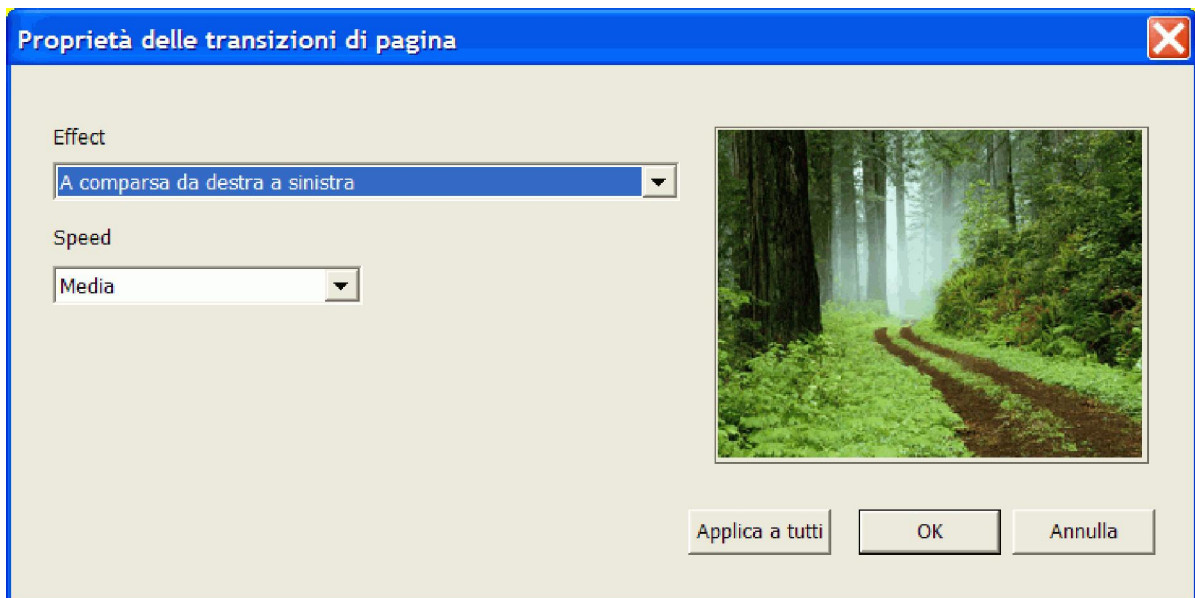 Proprietà delle transizioni di pagina
Effect
A comparsa da destra a sinistra
Speed
Media
Applica a tutti
OK
Annulla